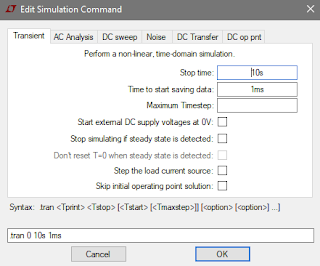 Edit Simulation Command
Transient AC Analysis DC sweep Noise DC Transfer DC op pnt
Perform a non-linear, time-domain simulation.
Stop time: 10s
Time to start saving data: 1ms
Maximum Timestep:
Start external DC supply voltages at 0V:
Stop simulating if steady state is detected:
Don't reset T=0 when steady state is detected:
Step the load current source:
Skip initial operating point solution:
Syntax: .tran <Tprint> <Tstop> [<Tstart> [<Tmaxstep>]] [<option> [<option>] ...]
.tran 0 10s 1ms
Cancel OK